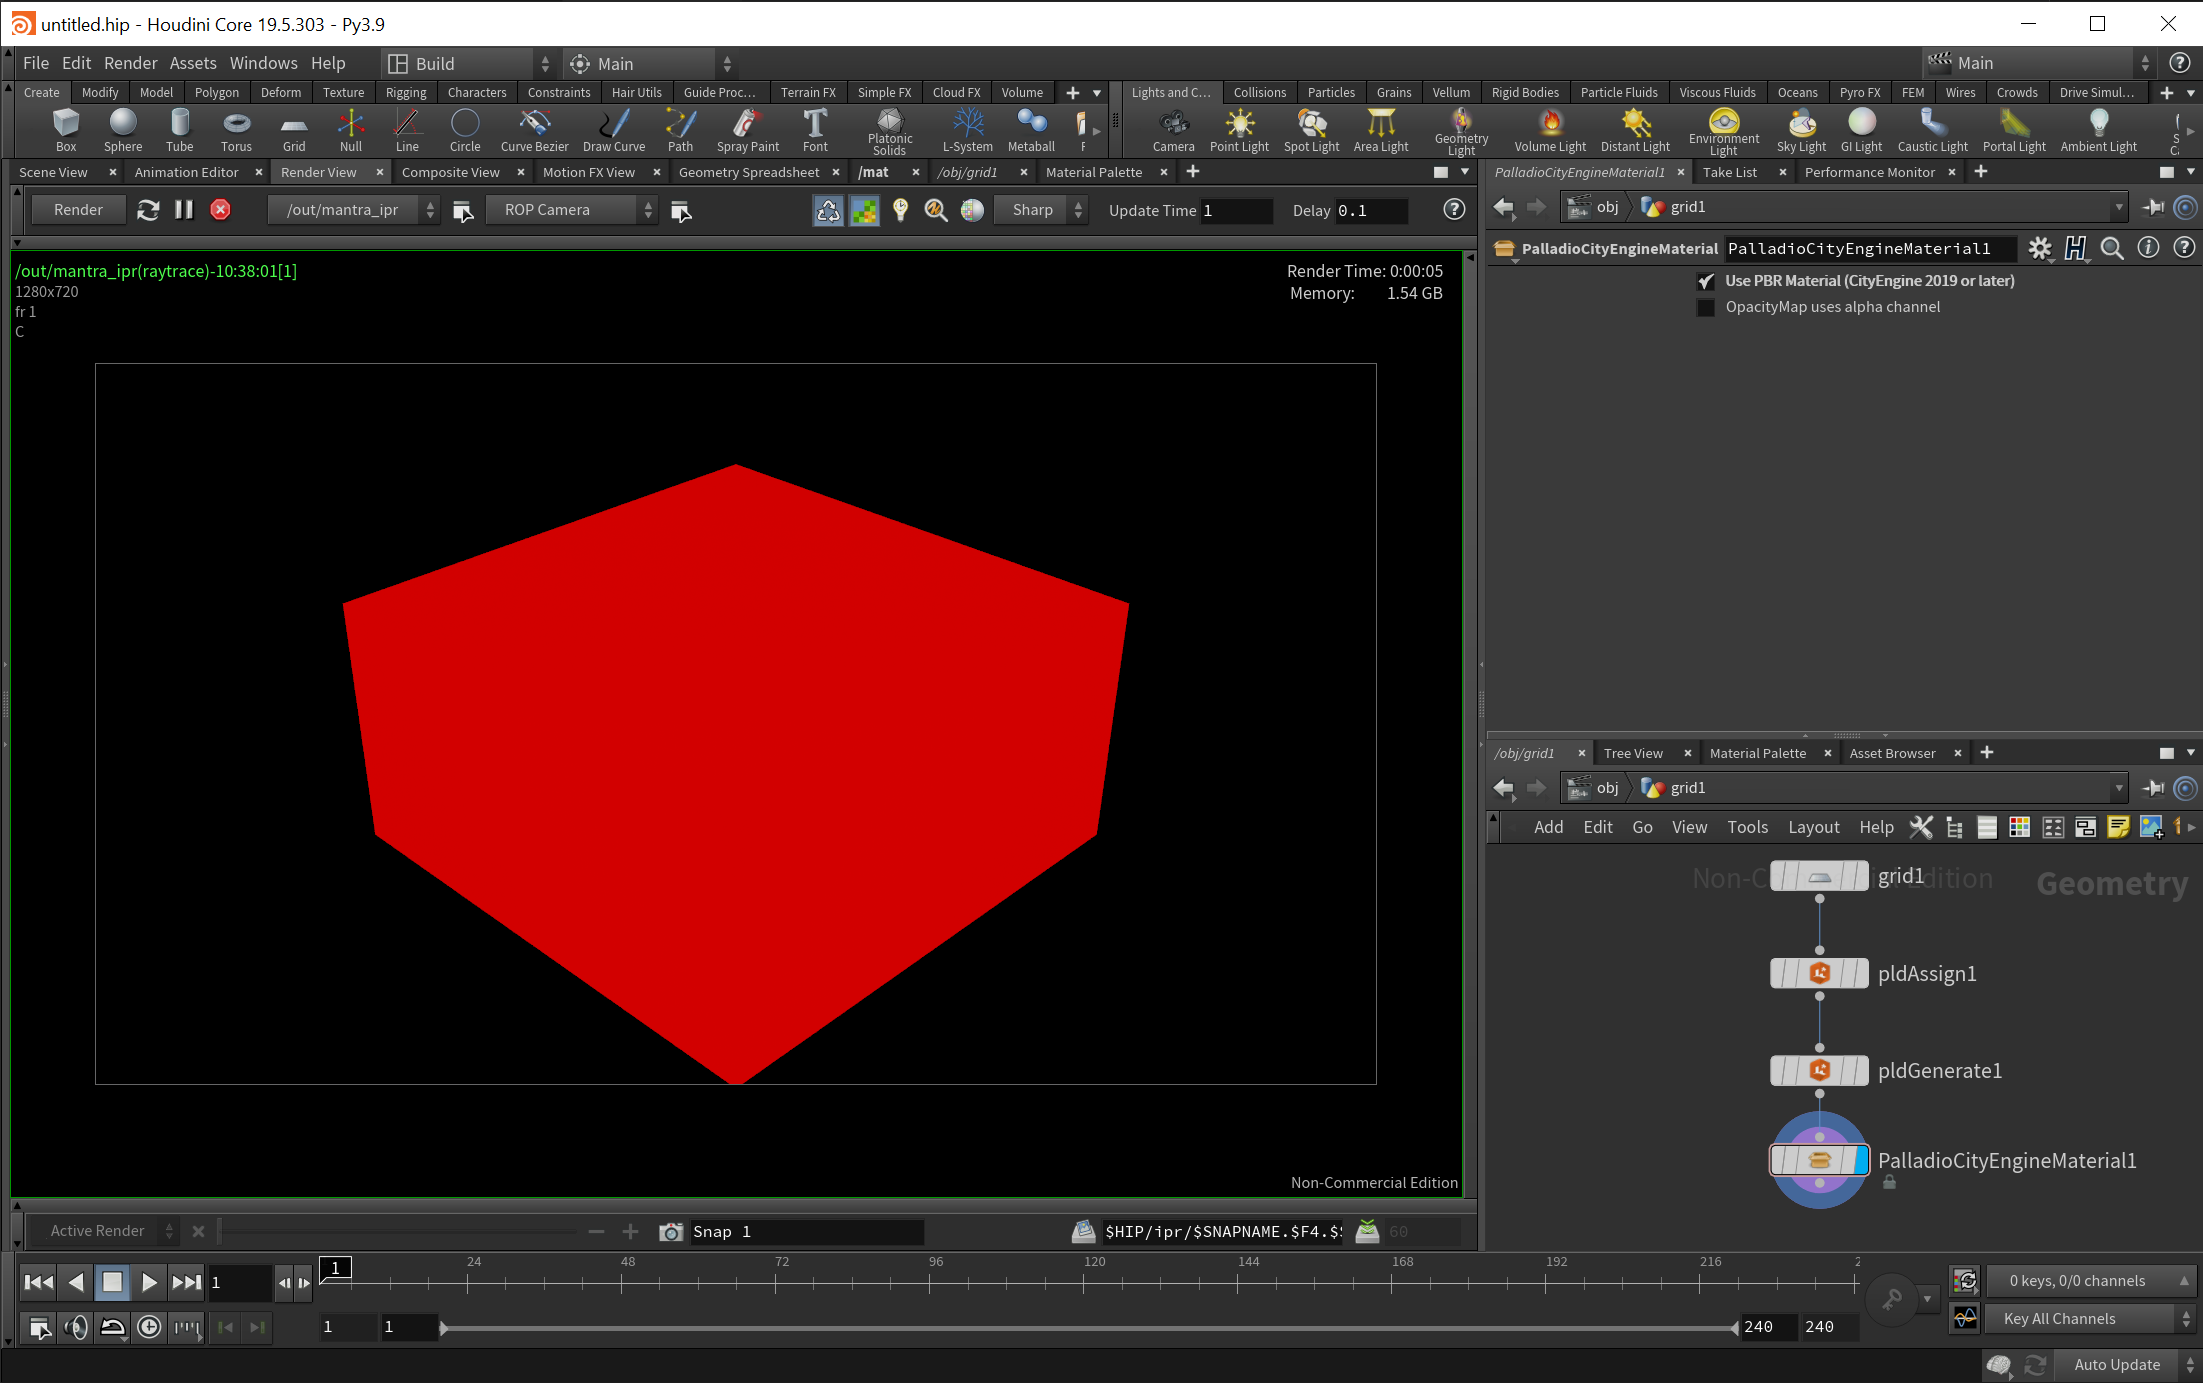 untitled.hip - Houdini Core 19.5.303 - Py3.9
File Edit Render Assets Windows Help Build Main Main
Create Modify Model Polygon Deform Texture Rigging Characters Constraints Hair Utils Guide Proc... Terrain FX Simple FX Cloud FX Volume Lights and C... Collisions Particles Grains Vellum Rigid Bodies Particle Fluids Viscous Fluids Oceans Pyro FX FEM Wires Crowds Drive Simul...
Box Sphere Tube Torus Grid Null Line Circle Curve Bezier Draw Curve Path Spray Paint Font Platonic Solids L-System Metaball F Camera Point Light Spot Light Area Light Geometry Light Volume Light Distant Light Environment Light Sky Light GI Light Caustic Light Portal Light Ambient Light S C.
Scene View Animation Editor Render View Composite View Motion FX View Geometry Spreadsheet /mat /obj/grid1 Material Palette
Render /out/mantra_ipr ROP Camera Sharp Update Time 1 Delay 0.1
/out/mantra_ipr(raytrace)-10:38:01[1]
1280x720
fr 1
C
Render Time: 0:00:05
Memory: 1.54 GB
Non-Commercial Edition
PalladioCityEngineMaterial1 Take List Performance Monitor
obj grid1
PalladioCityEngineMaterial PalladioCityEngineMaterial1
Use PBR Material (CityEngine 2019 or later)
OpacityMap uses alpha channel
/obj/grid1 Tree View Material Palette Asset Browser
obj grid1
Add Edit Go View Tools Layout Help
grid1
Geometry
pldAssign1
pldGenerate1
PalladioCityEngineMaterial1
Active Render Snap 1 $HIP/ipr/$SNAPNAME.$F4.$ 60
1 1 24 48 72 96 120 144 168 192 216 2
0 keys, 0/0 channels
1 1 240 240 Key All Channels
Auto Update